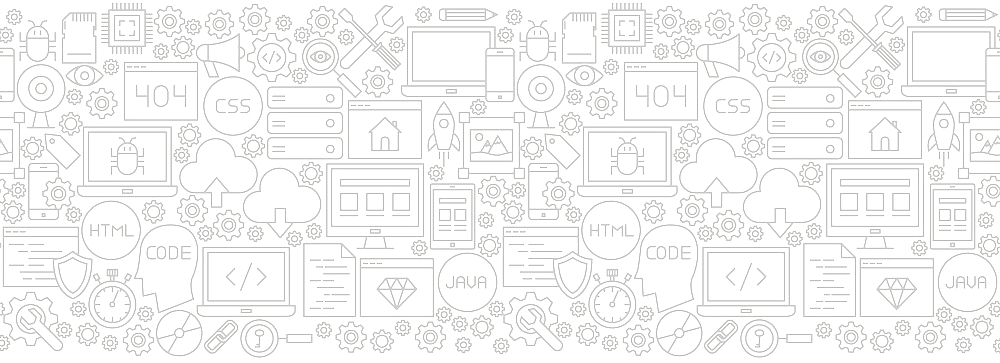 404
CSS
404
CSS
HTML
CODE
</>
JAVA
HTML
CODE
</>
JAVA